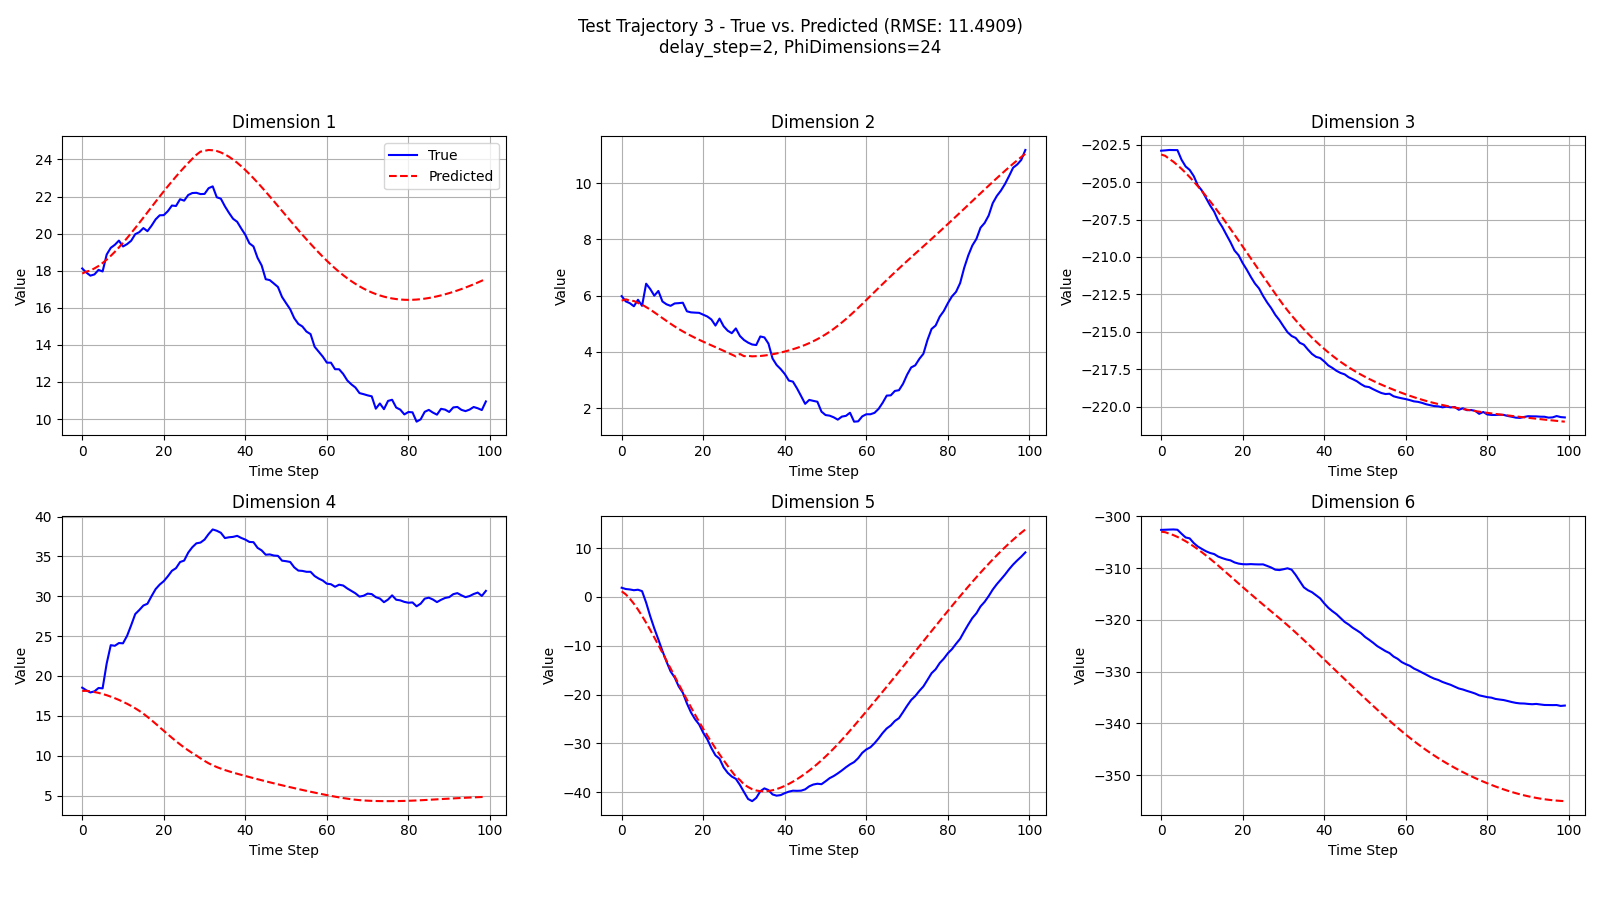 Test Trajectory 3 - True vs. Predicted (RMSE: 11.4909)
delay_step=2, PhiDimensions=24
Dimension 1
True
Predicted
24
22
20
18
16
14
12
10
Value
0 20 40 60 80 100
Time Step
Dimension 2
10
8
6
4
2
Value
0 20 40 60 80 100
Time Step
Dimension 3
−202.5
−205.0
−207.5
−210.0
−212.5
−215.0
−217.5
−220.0
Value
0 20 40 60 80 100
Time Step
Dimension 4
40
35
30
25
20
15
10
5
Value
0 20 40 60 80 100
Time Step
Dimension 5
10
0
−10
−20
−30
−40
Value
0 20 40 60 80 100
Time Step
Dimension 6
−300
−310
−320
−330
−340
−350
Value
0 20 40 60 80 100
Time Step